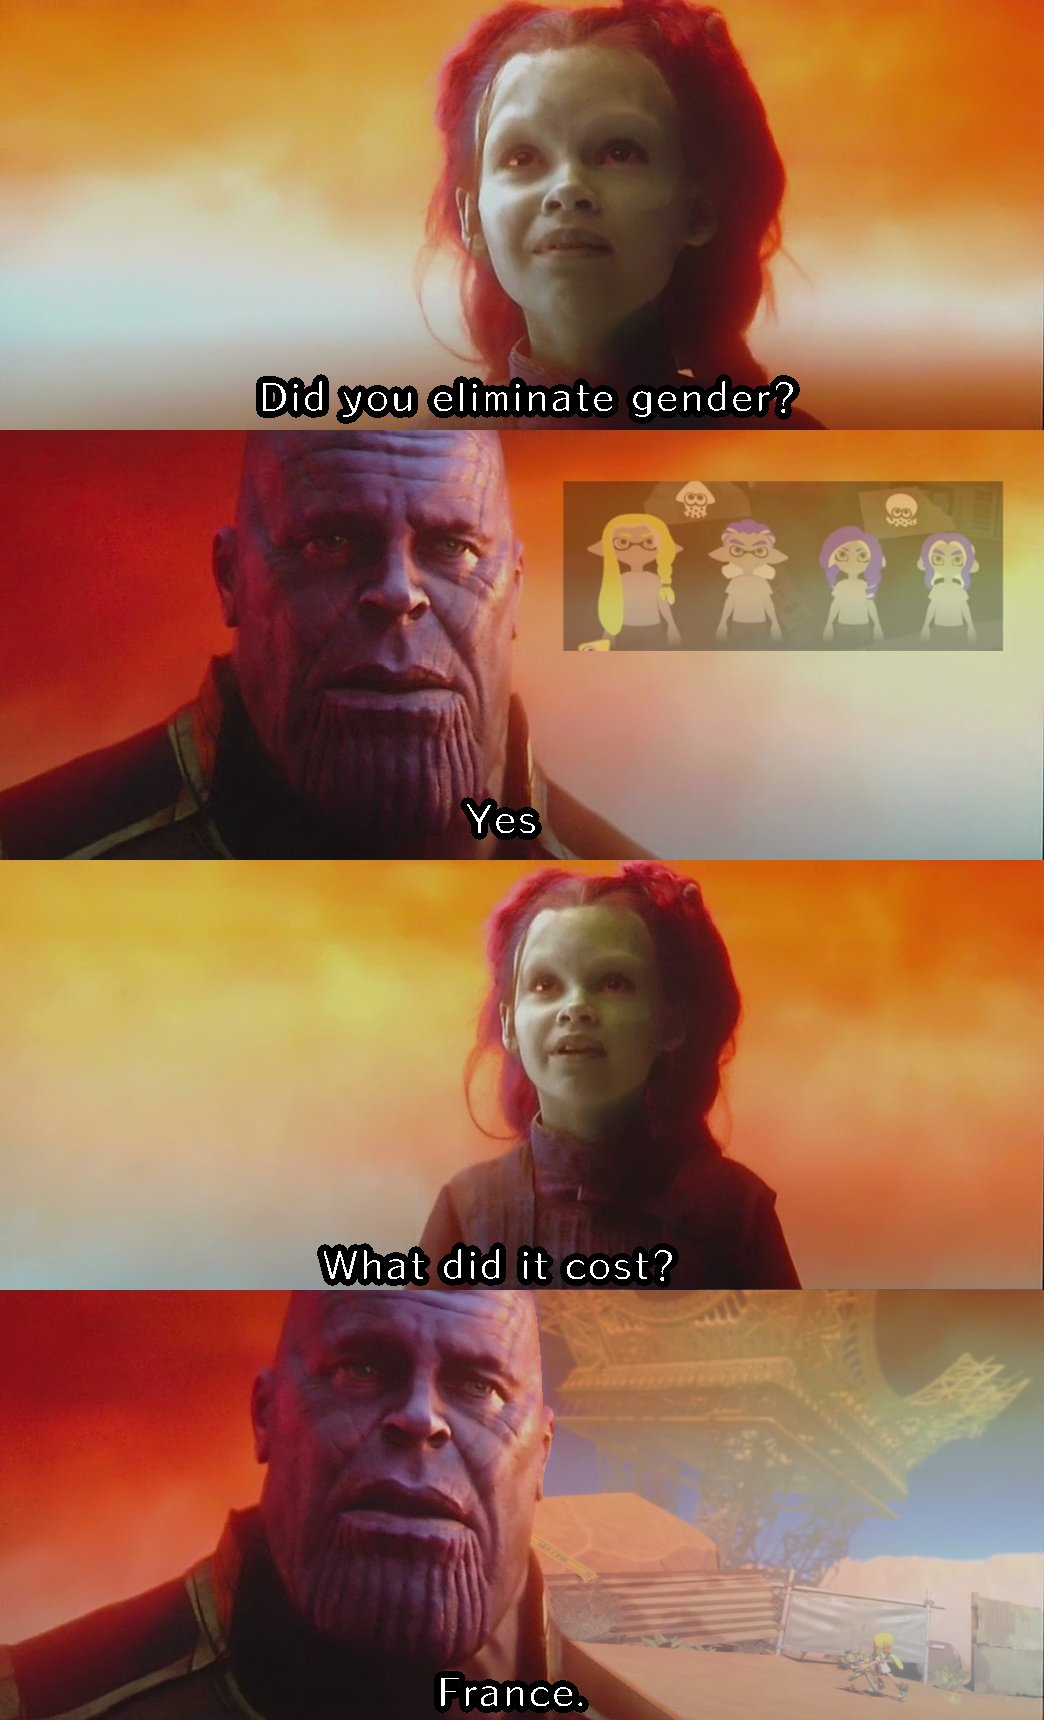 Did you eliminate gender?
Yes
What did it cost?
France.